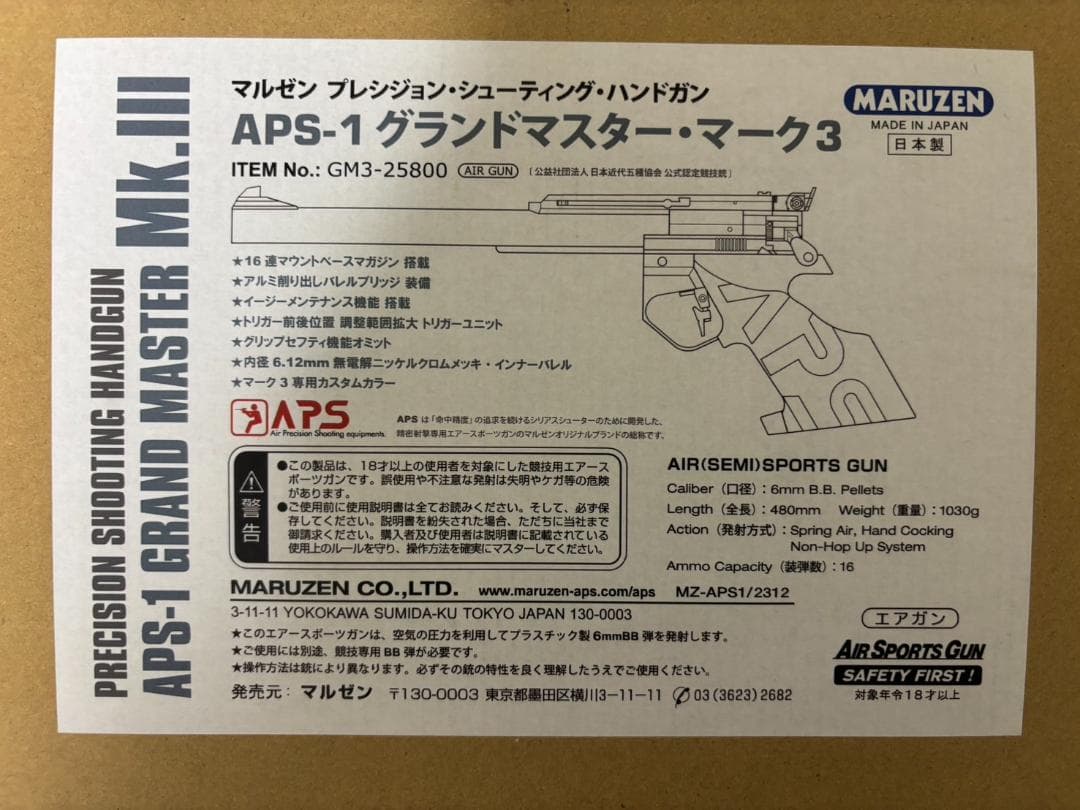 PRECISION SHOOTING HANDGUN
APS-1 GRAND MASTER Mk.III
マルゼン プレシジョン・シューティング・ハンドガン
APS-1 グランドマスター・マーク3
MARUZEN
MADE IN JAPAN
日本製
ITEM No.: GM3-25800 AIR GUN [公益社団法人 日本近代五種協会 公式認定競技銃]
★16連マウントベースマガジン 搭載
★アルミ削り出しバレルブリッジ 装備
★イージーメンテナンス機能 搭載
★トリガー前後位置 調整範囲拡大 トリガーユニット
★グリップセフティ機能オミット
★内径 6.12mm 無電解ニッケルクロムメッキ・インナーバレル
★マーク3専用カスタムカラー
APS
APS
Air Precision Shooting equipments.
APS は「命中精度」の追求を続けるシリアスシューターのために開発した、
精密射撃専用エアースポーツガンのマルゼンオリジナルブランドの総称です。
警告
●この製品は、18才以上の使用者を対象にした競技用エアース
ポーツガンです。誤使用や不注意な発射は失明やケガ等の危険
があります。
●ご使用前に使用説明書は全てお読みください。そして、必ず保
存してください。説明書を紛失された場合、ただちに当社まで
御請求ください。購入者及び使用者は説明書に記載されている
使用上のルールを守り、操作方法を確実にマスターしてください。
AIR(SEMI)SPORTS GUN
Caliber（口径）: 6mm B.B. Pellets
Length（全長）: 480mm Weight（重量）: 1030g
Action（発射方式）: Spring Air, Hand Cocking
Non-Hop Up System
Ammo Capacity（装弾数）: 16
MARUZEN CO.,LTD. www.maruzen-aps.com/aps MZ-APS1/2312
3-11-11 YOKOKAWA SUMIDA-KU TOKYO JAPAN 130-0003
★このエアースポーツガンは、空気の圧力を利用してプラスチック製6mmBB弾を発射します。
★ご使用には別途、競技専用BB弾が必要です。
★操作方法は銃により異なります。必ずその銃の特性を良く理解したうえでご使用ください。
発売元: マルゼン 〒130-0003 東京都墨田区横川3-11-11 03(3623)2682
エアガン
AIR SPORTS GUN
SAFETY FIRST!
対象年令18才以上